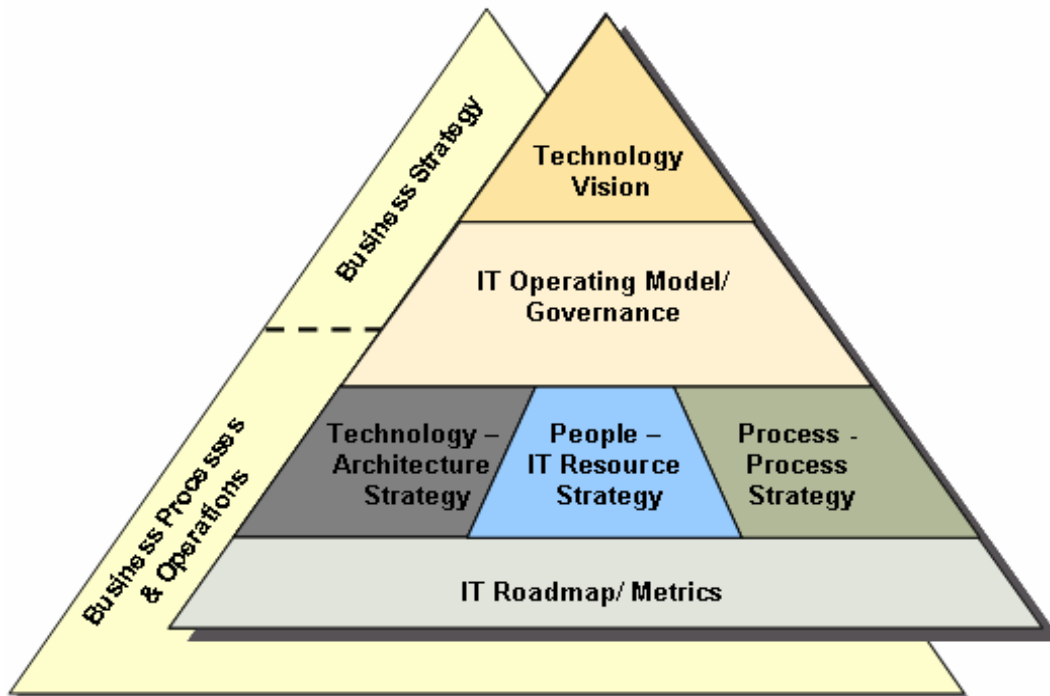 Business Strategy
Business Processes
& Operations
Technology
Vision
IT Operating Model/
Governance
Technology –
Architecture
Strategy
People –
IT Resource
Strategy
Process -
Process
Strategy
IT Roadmap/ Metrics